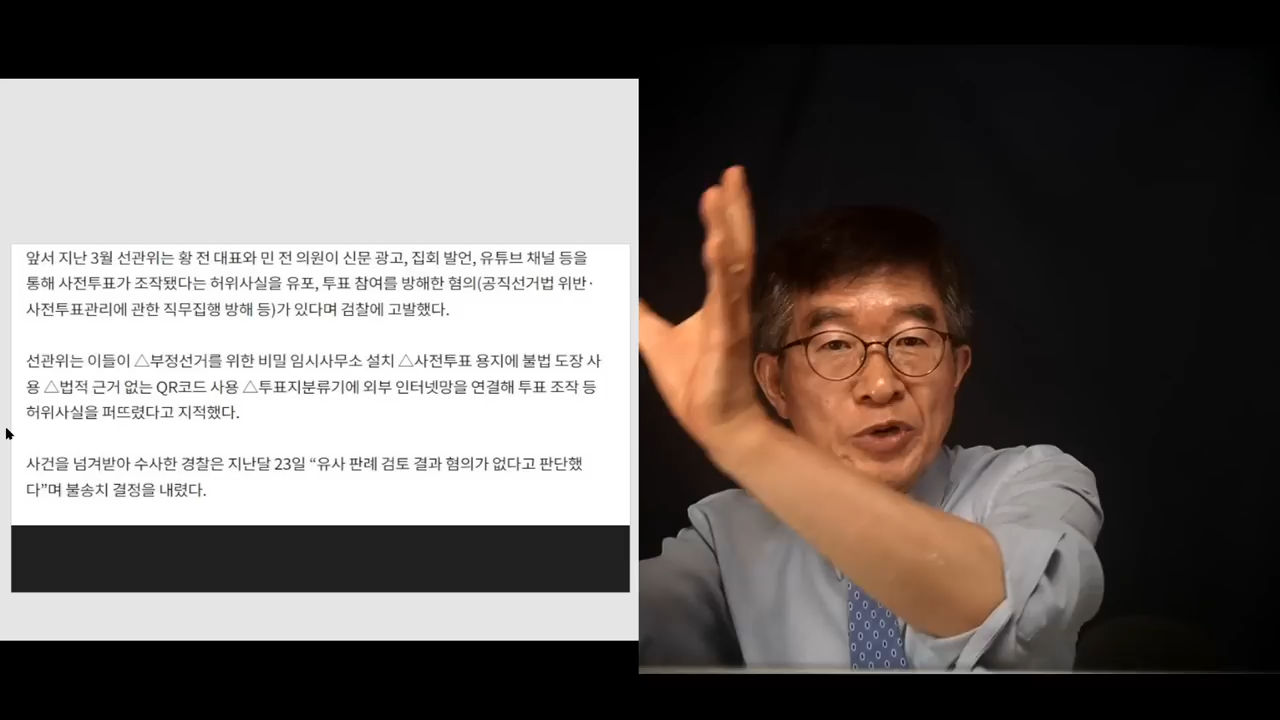 앞서 지난 3월 선관위는 황 전 대표와 민 전 의원이 신문 광고, 집회 발언, 유튜브 채널 등을
통해 사전투표가 조작됐다는 허위사실을 유포, 투표 참여를 방해한 혐의(공직선거법 위반·
사전투표관리에 관한 직무집행 방해 등)가 있다며 검찰에 고발했다.
선관위는 이들이 △부정선거를 위한 비밀 임시사무소 설치 △사전투표 용지에 불법 도장 사
용 △법적 근거 없는 QR코드 사용 △투표지분류기에 외부 인터넷망을 연결해 투표 조작 등
허위사실을 퍼뜨렸다고 지적했다.
사건을 넘겨받아 수사한 경찰은 지난달 23일 “유사 판례 검토 결과 혐의가 없다고 판단했
다”며 불송치 결정을 내렸다.